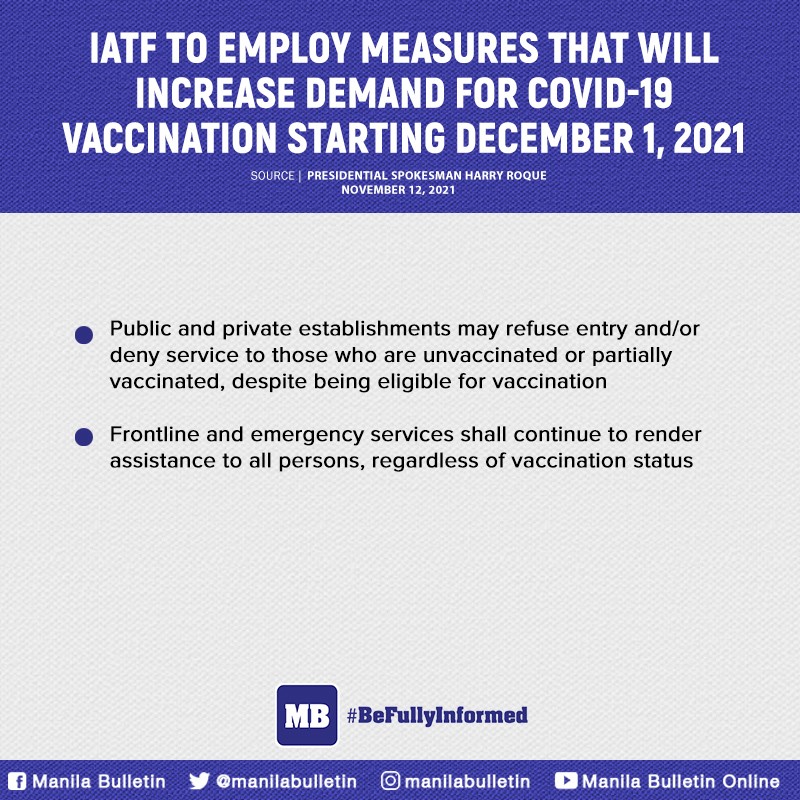 IATF TO EMPLOY MEASURES THAT WILL
INCREASE DEMAND FOR COVID-19
VACCINATION STARTING DECEMBER 1, 2021
SOURCE | PRESIDENTIAL SPOKESMAN HARRY ROQUE
NOVEMBER 12, 2021
Public and private establishments may refuse entry and/or
deny service to those who are unvaccinated or partially
vaccinated, despite being eligible for vaccination
Frontline and emergency services shall continue to render
assistance to all persons, regardless of vaccination status
MB #BeFullyInformed
Manila Bulletin @manilabulletin manilabulletin Manila Bulletin Online